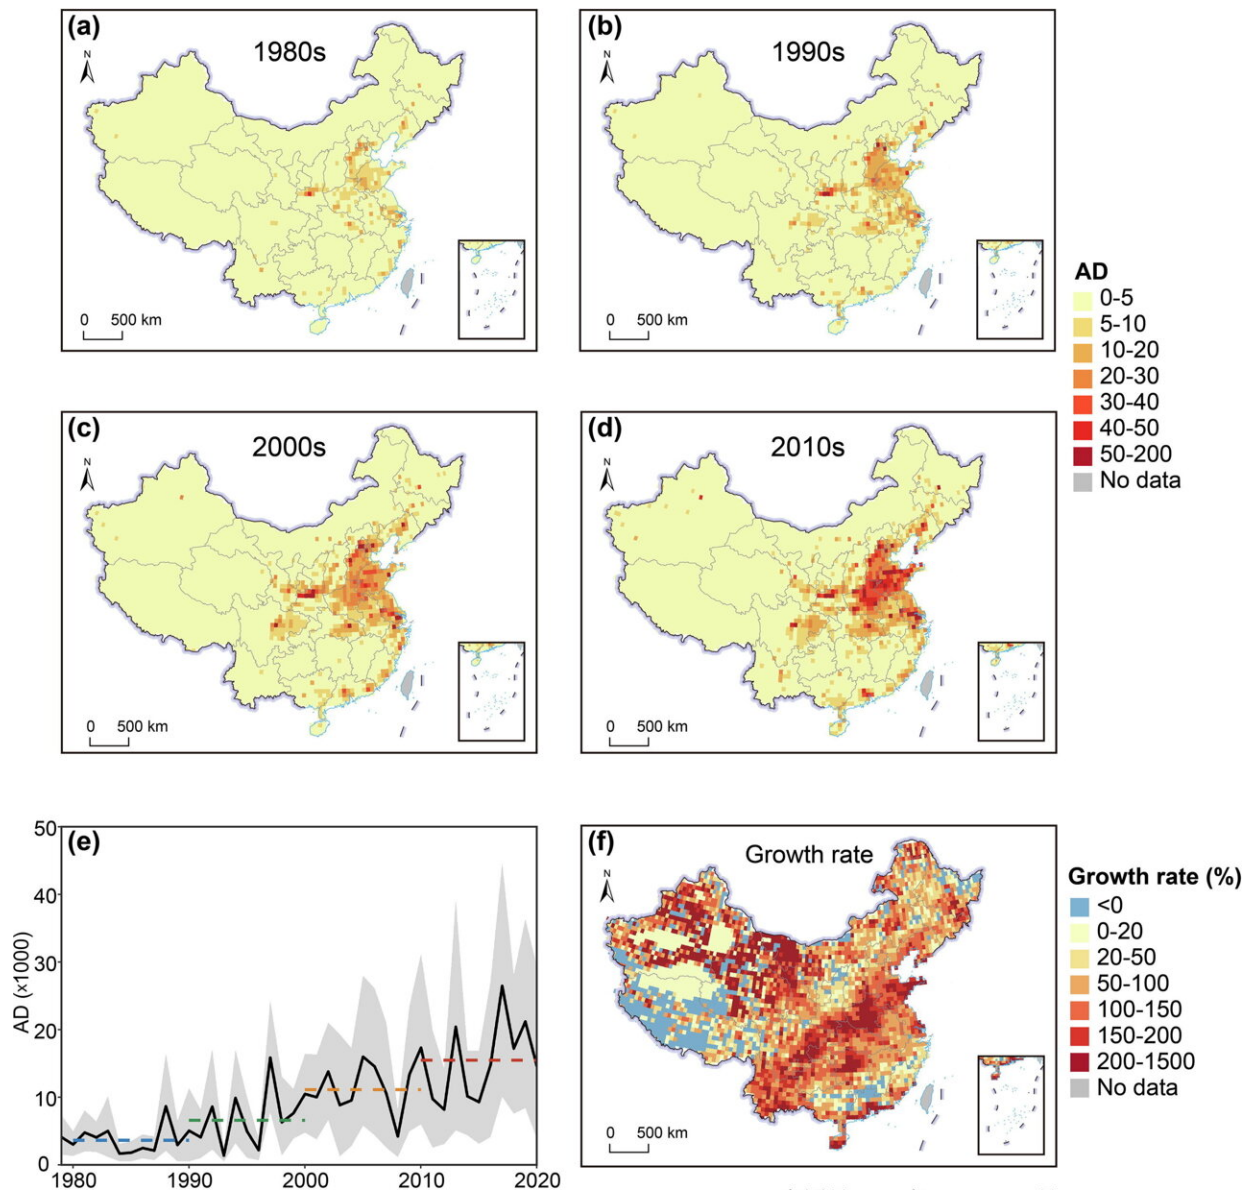 (a)
1980s
N
0 500 km
(b)
1990s
N
0 500 km
AD
0-5
5-10
10-20
20-30
30-40
40-50
50-200
No data
(c)
2000s
N
0 500 km
(d)
2010s
N
0 500 km
(e)
AD (×1000)
50
40
30
20
10
0
1980 1990 2000 2010 2020
(f)
Growth rate
N
0 500 km
Growth rate (%)
<0
0-20
20-50
50-100
100-150
150-200
200-1500
No data